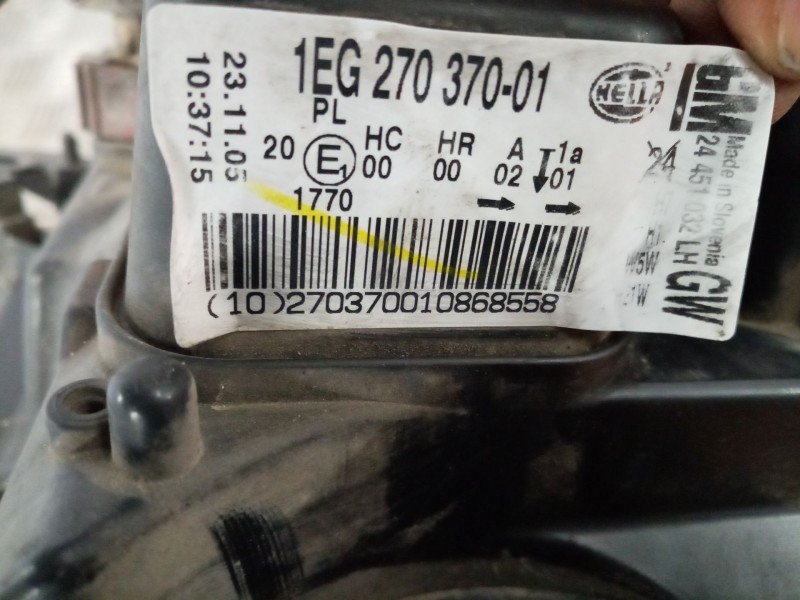 1EG 270 370-01
PL
23.11.05
10:37:15
20 E1 HC HR A 1a
00 00 02 01
1770
(10)270370010868558
HELLA
GM
Made in Slovenia
24 451 032 LH
GW